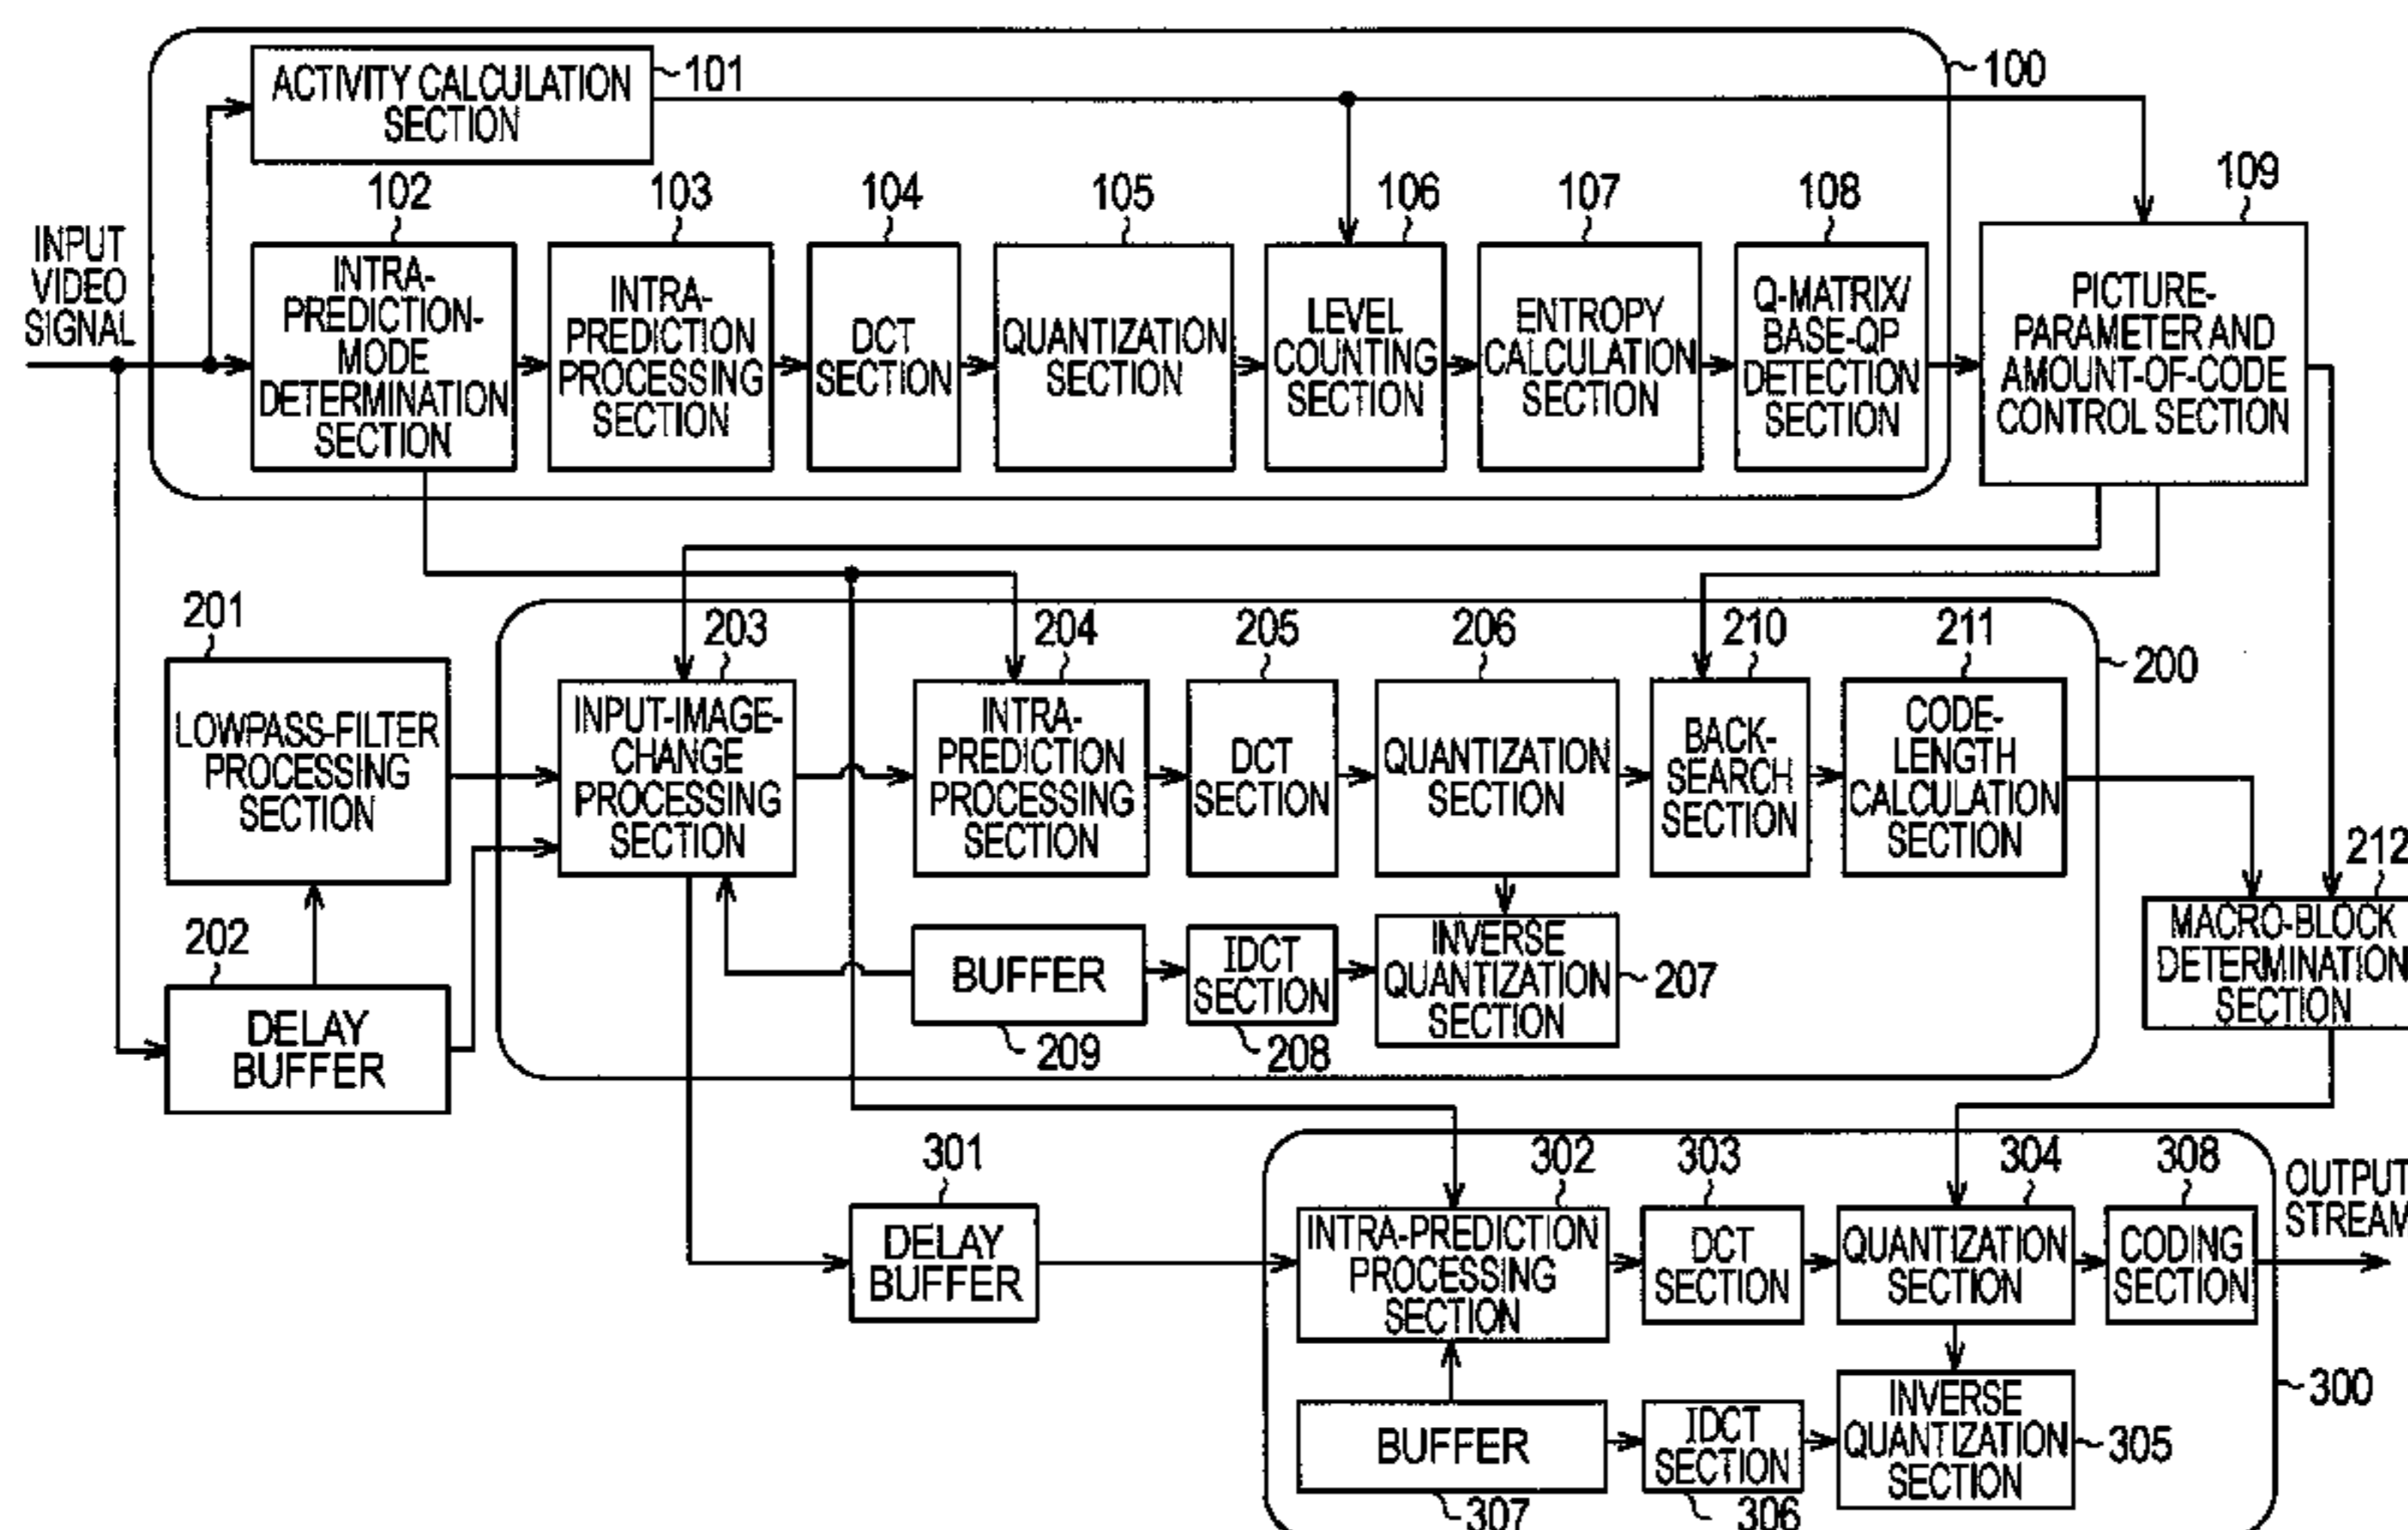 100
ACTIVITY CALCULATION
SECTION
101
INPUT
VIDEO
SIGNAL
102
INTRA-
PREDICTION-
MODE
DETERMINATION
SECTION
103
INTRA-
PREDICTION
PROCESSING
SECTION
104
DCT
SECTION
105
QUANTIZATION
SECTION
106
LEVEL
COUNTING
SECTION
107
ENTROPY
CALCULATION
SECTION
108
Q-MATRIX/
BASE-QP
DETECTION
SECTION
109
PICTURE-
PARAMETER AND
AMOUNT-OF-CODE
CONTROL SECTION
201
LOWPASS-FILTER
PROCESSING
SECTION
202
DELAY
BUFFER
200
203
INPUT-IMAGE-
CHANGE
PROCESSING
SECTION
204
INTRA-
PREDICTION
PROCESSING
SECTION
205
DCT
SECTION
206
QUANTIZATION
SECTION
210
BACK-
SEARCH
SECTION
211
CODE-
LENGTH
CALCULATION
SECTION
BUFFER
209
IDCT
SECTION
208
INVERSE
QUANTIZATION
SECTION
207
212
MACRO-BLOCK
DETERMINATION
SECTION
301
DELAY
BUFFER
302
INTRA-PREDICTION
PROCESSING
SECTION
303
DCT
SECTION
304
QUANTIZATION
SECTION
308
CODING
SECTION
OUTPUT
STREAM
BUFFER
307
IDCT
SECTION
306
INVERSE
QUANTIZATION
SECTION
305
300